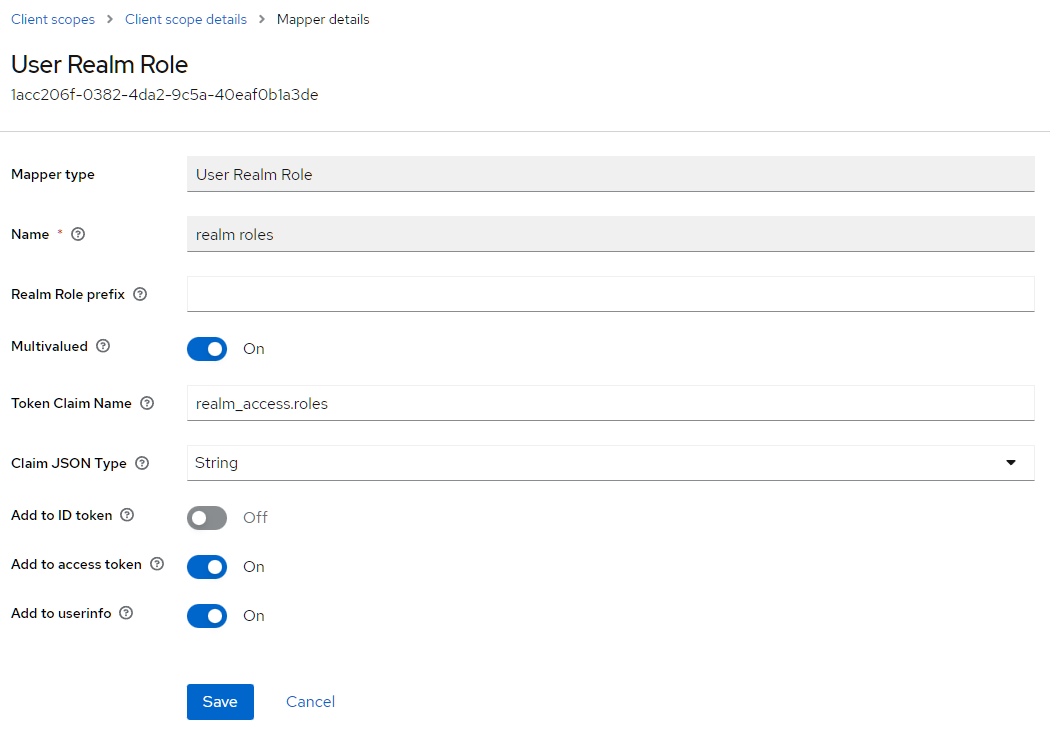 Client scopes > Client scope details > Mapper details
User Realm Role
1acc206f-0382-4da2-9c5a-40eaf0b1a3de
Mapper type User Realm Role
Name * realm roles
Realm Role prefix
Multivalued On
Token Claim Name realm_access.roles
Claim JSON Type String
Add to ID token Off
Add to access token On
Add to userinfo On
Save Cancel